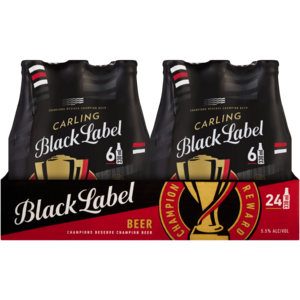 CARLING
Black Label
6
CARLING
Black Label
6
Black Label
BEER
CHAMPIONS DESERVE CHAMPION BEER
CHAMPION
REWARD
24
5.5% ALC/VOL